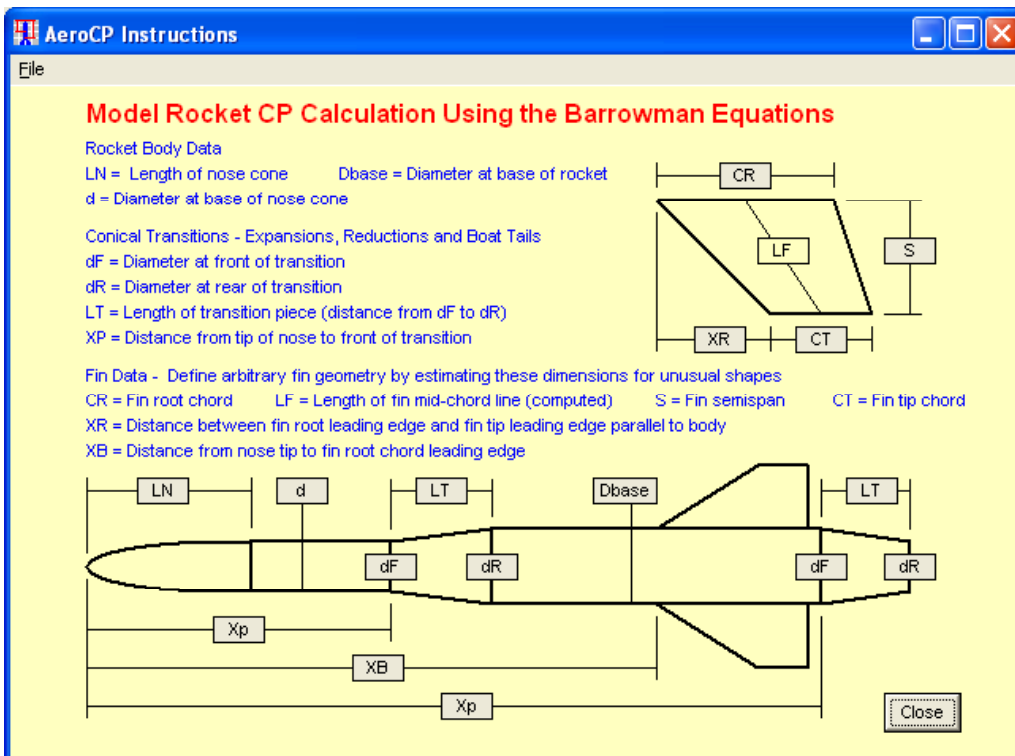 AeroCP Instructions
File
Model Rocket CP Calculation Using the Barrowman Equations
Rocket Body Data
LN = Length of nose cone Dbase = Diameter at base of rocket
d = Diameter at base of nose cone
CR
LF
S
XR CT
Conical Transitions - Expansions, Reductions and Boat Tails
dF = Diameter at front of transition
dR = Diameter at rear of transition
LT = Length of transition piece (distance from dF to dR)
XP = Distance from tip of nose to front of transition
Fin Data - Define arbitrary fin geometry by estimating these dimensions for unusual shapes
CR = Fin root chord LF = Length of fin mid-chord line (computed) S = Fin semispan CT = Fin tip chord
XR = Distance between fin root leading edge and fin tip leading edge parallel to body
XB = Distance from nose tip to fin root chord leading edge
LN d LT Dbase LT
dF dR dF dR
Xp
XB
Xp
Close